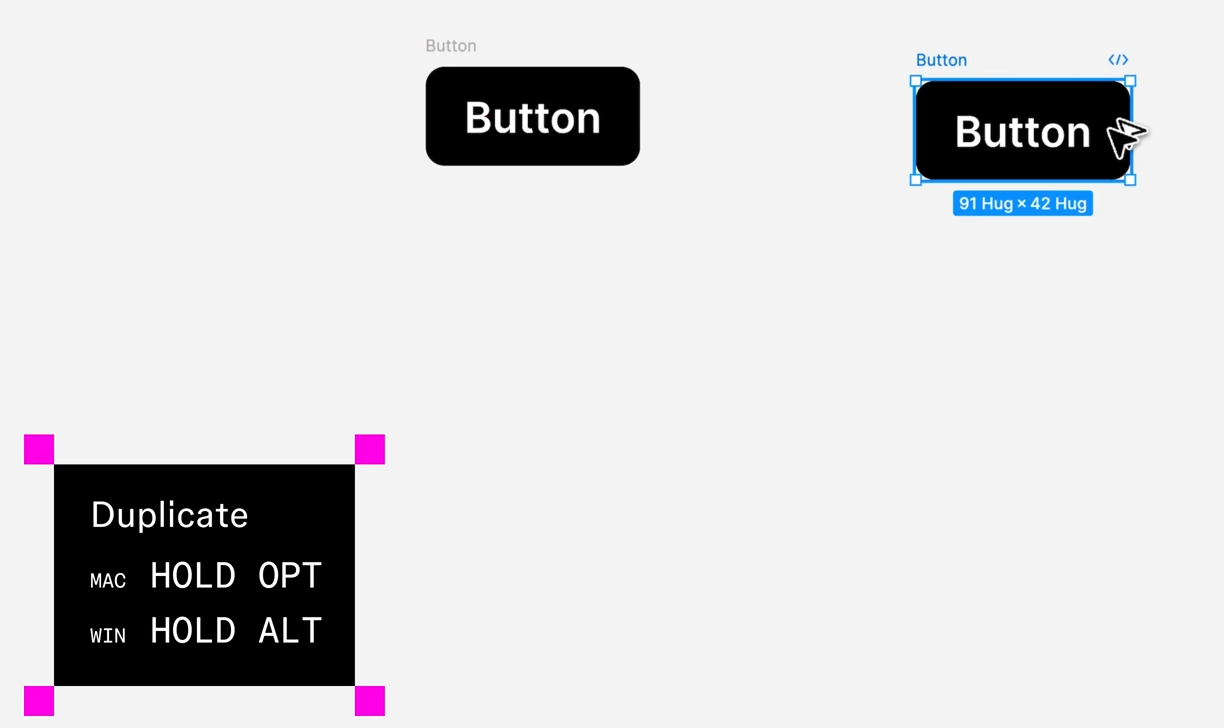 Button
Button
Button </>
Button
91 Hug × 42 Hug
Duplicate
MAC HOLD OPT
WIN HOLD ALT